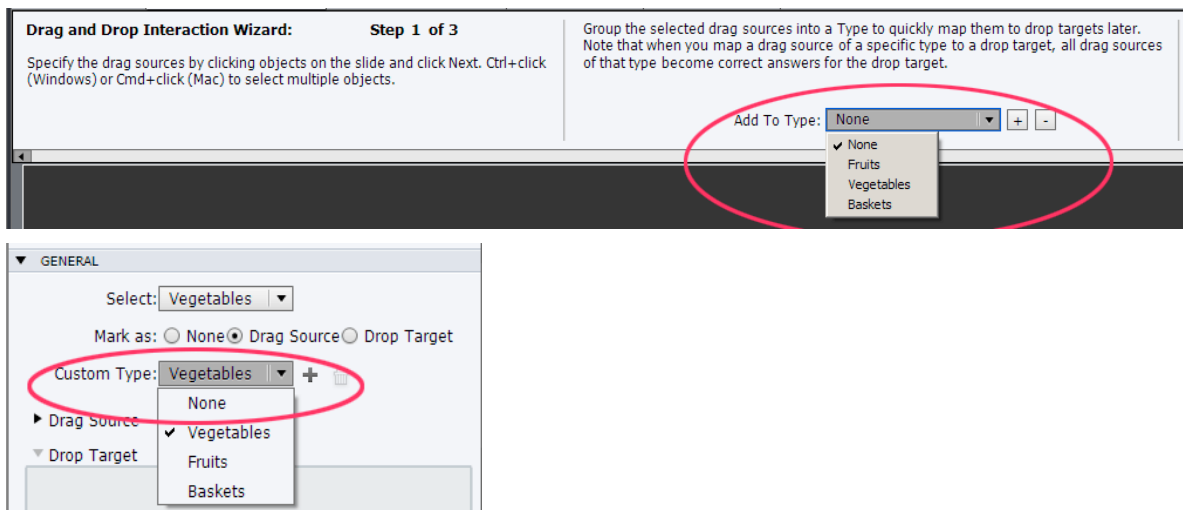 Drag and Drop Interaction Wizard: Step 1 of 3
Specify the drag sources by clicking objects on the slide and click Next. Ctrl+click
(Windows) or Cmd+click (Mac) to select multiple objects.
Group the selected drag sources into a Type to quickly map them to drop targets later.
Note that when you map a drag source of a specific type to a drop target, all drag sources
of that type become correct answers for the drop target.
Add To Type: None + -
None
Fruits
Vegetables
Baskets
GENERAL
Select: Vegetables
Mark as: None Drag Source Drop Target
Custom Type: Vegetables +
None
Drag Source
Vegetables
Drop Target
Fruits
Baskets